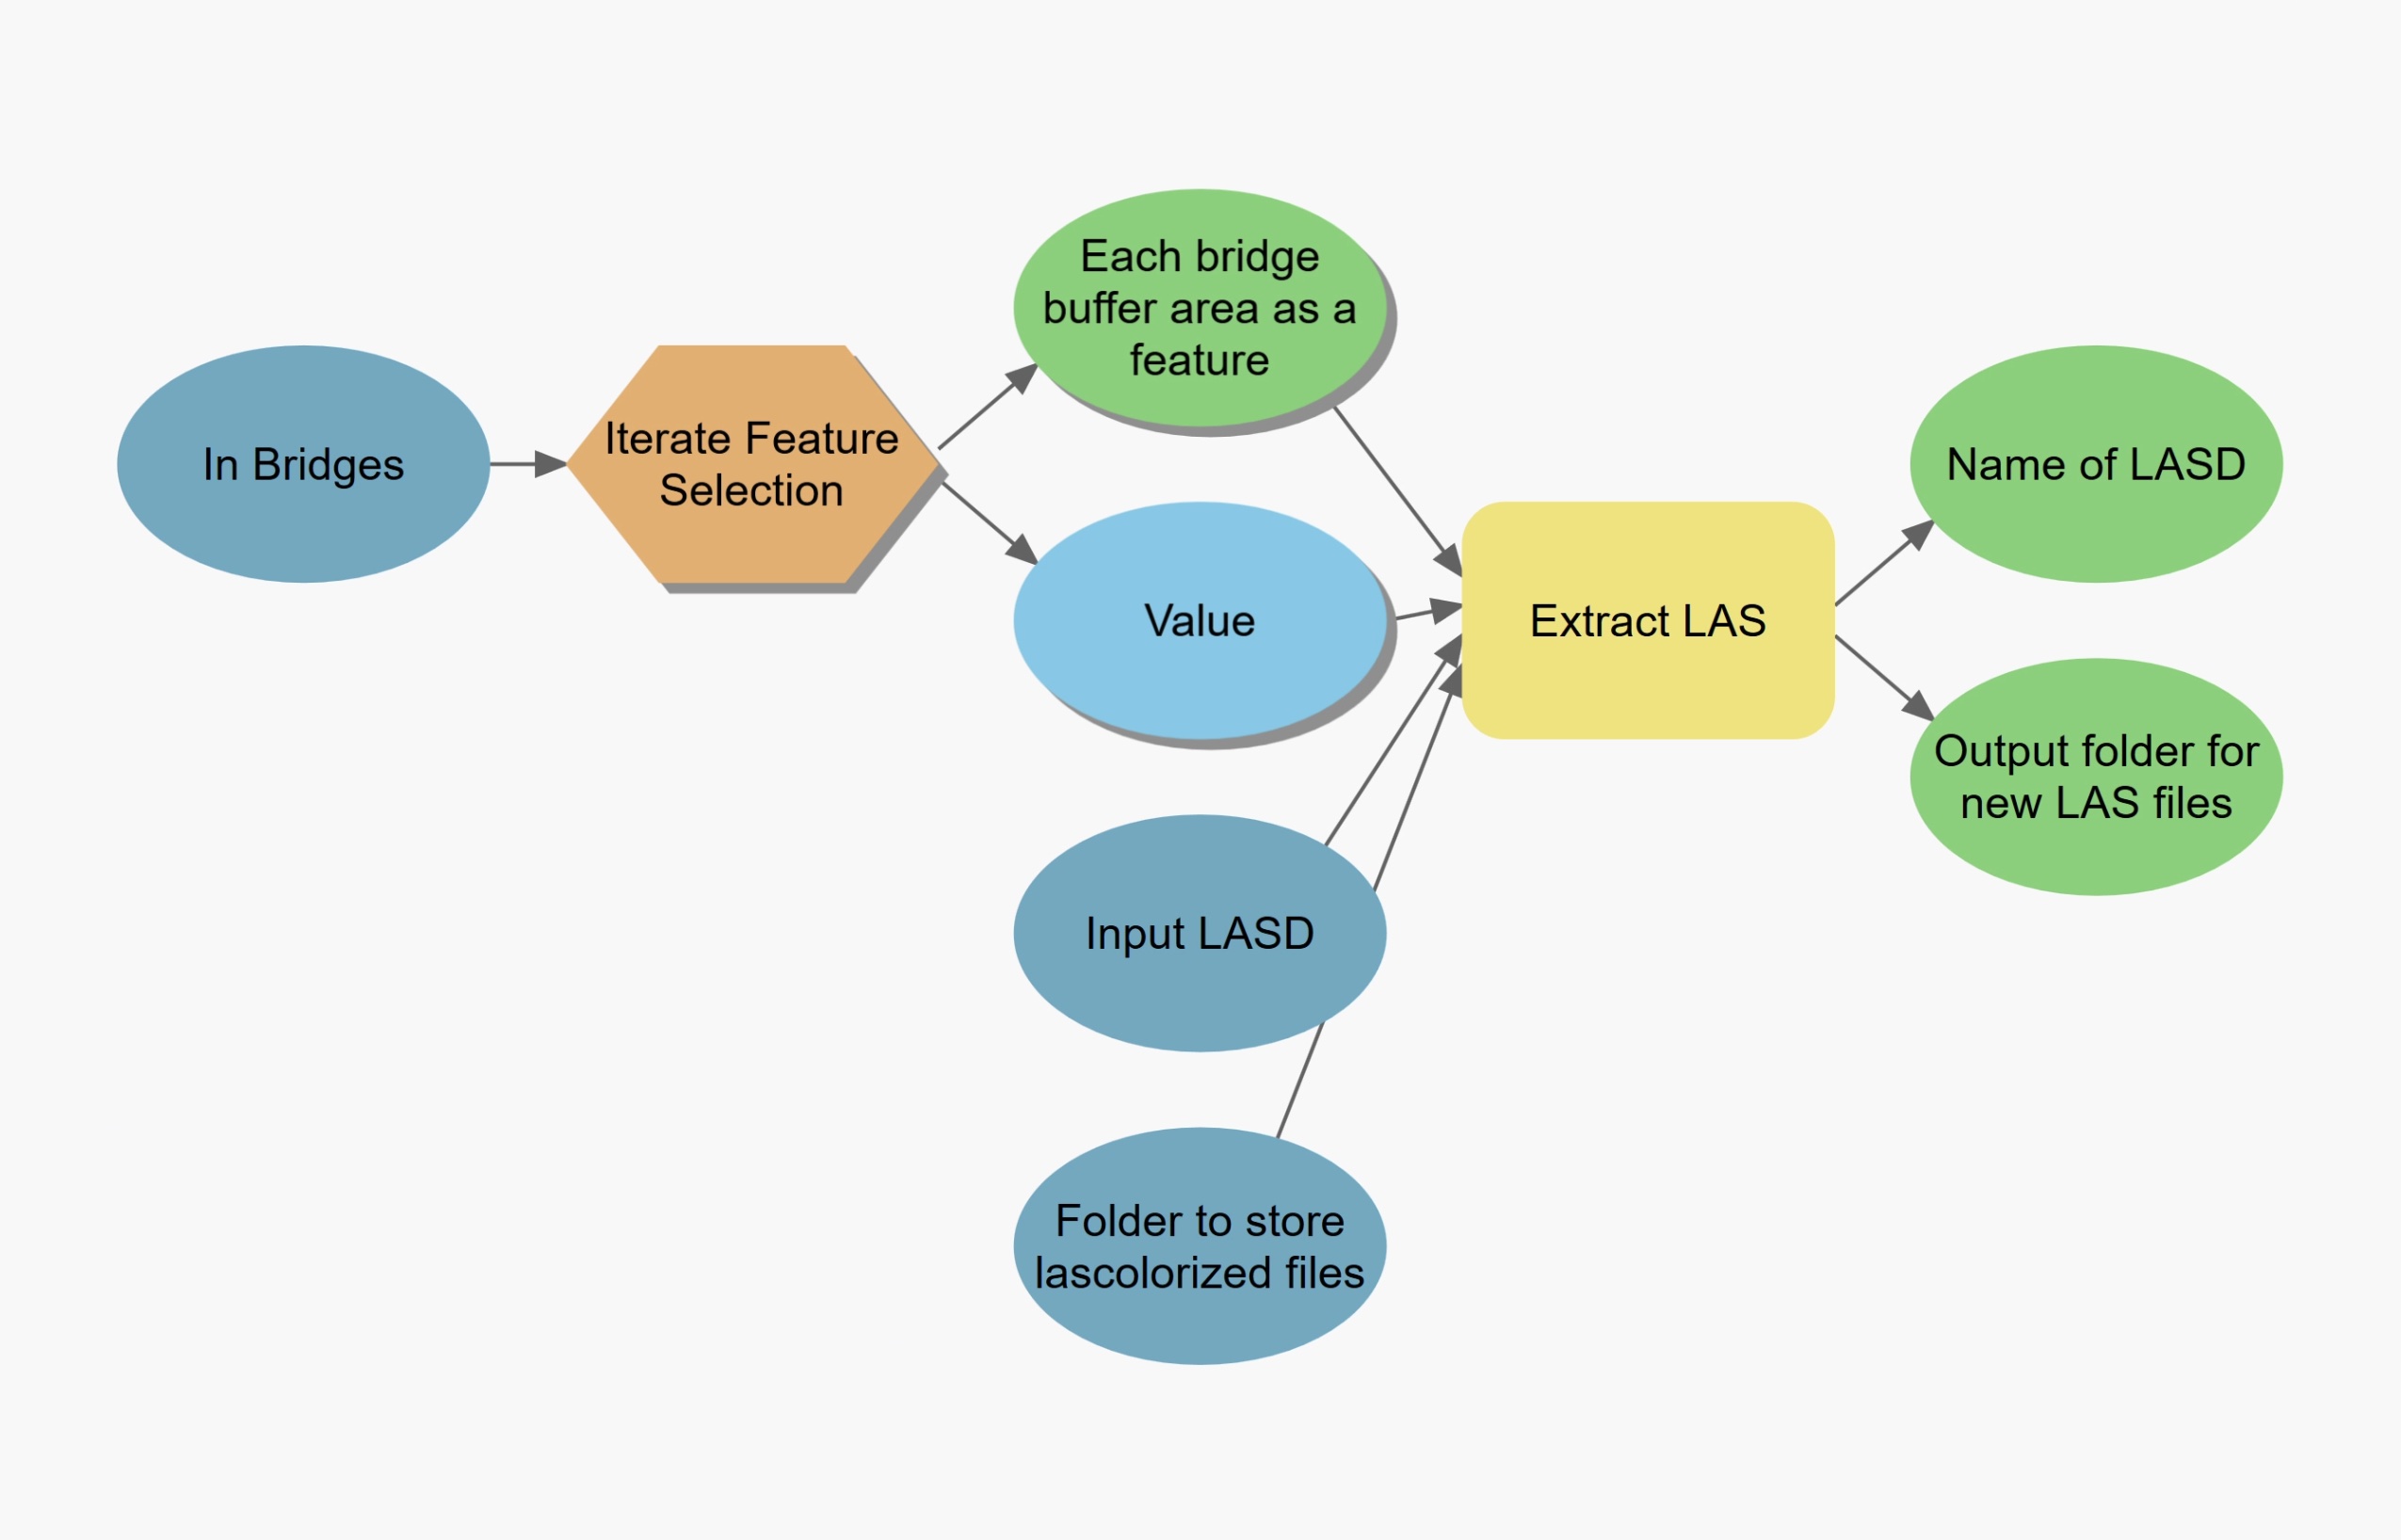 In Bridges
Iterate Feature
Selection
Each bridge
buffer area as a
feature
Value
Input LASD
Folder to store
lascolorized files
Extract LAS
Name of LASD
Output folder for
new LAS files